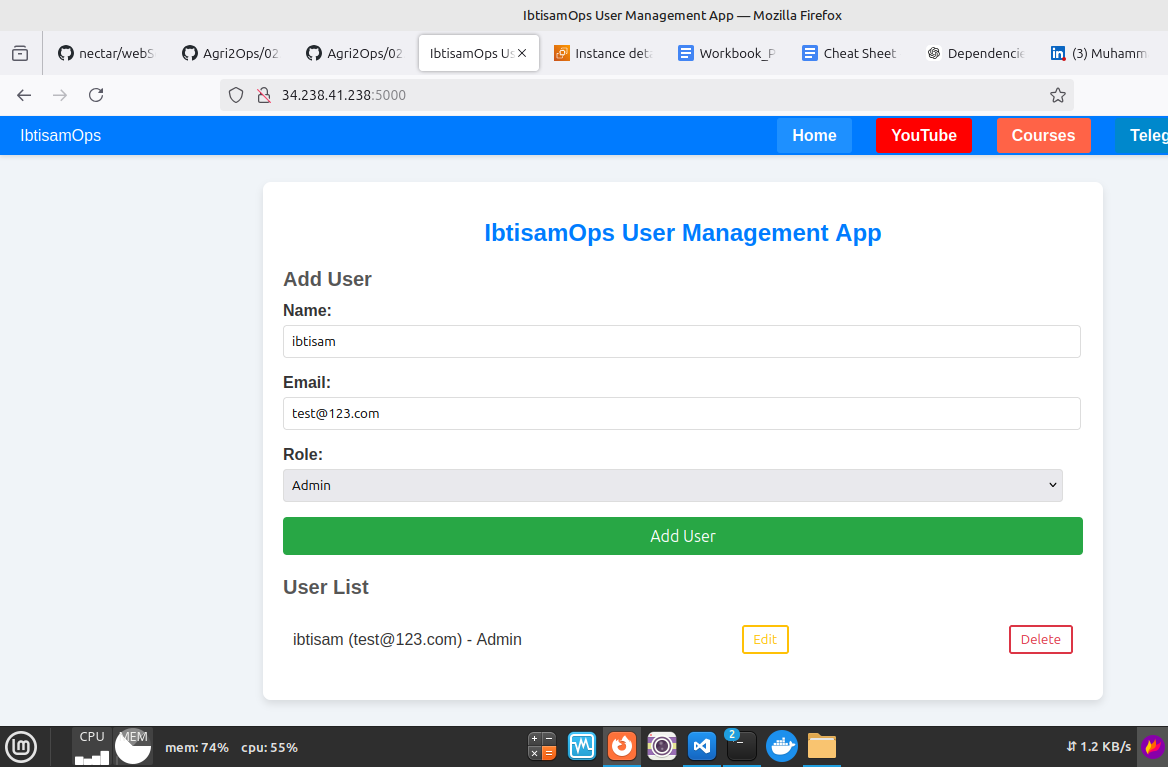 IbtisamOps User Management App — Mozilla Firefox
nectar/webS
Agri2Ops/02
Agri2Ops/02
IbtisamOps Us
Instance deta
Workbook_P
Cheat Sheet
Dependencie
(3) Muhamm
34.238.41.238:5000
IbtisamOps
Home
YouTube
Courses
Teleg
IbtisamOps User Management App
Add User
Name:
ibtisam
Email:
test@123.com
Role:
Admin
Add User
User List
ibtisam (test@123.com) - Admin
Edit
Delete
CPU
MEM
mem: 74%
cpu: 55%
2
1.2 KB/s